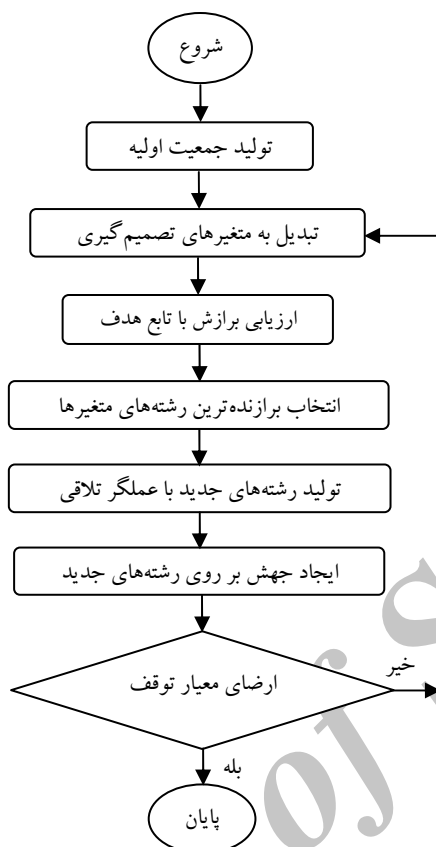 شروع
تولید جمعیت اولیه
تبدیل به متغیرهای تصمیم‌گیری
ارزیابی برازش با تابع هدف
انتخاب برازنده‌ترین رشته‌های متغیرها
تولید رشته‌های جدید با عملگر تلاقی
ایجاد جهش بر روی رشته‌های جدید
ارضای معیار توقف
خیر
بله
پایان
of S